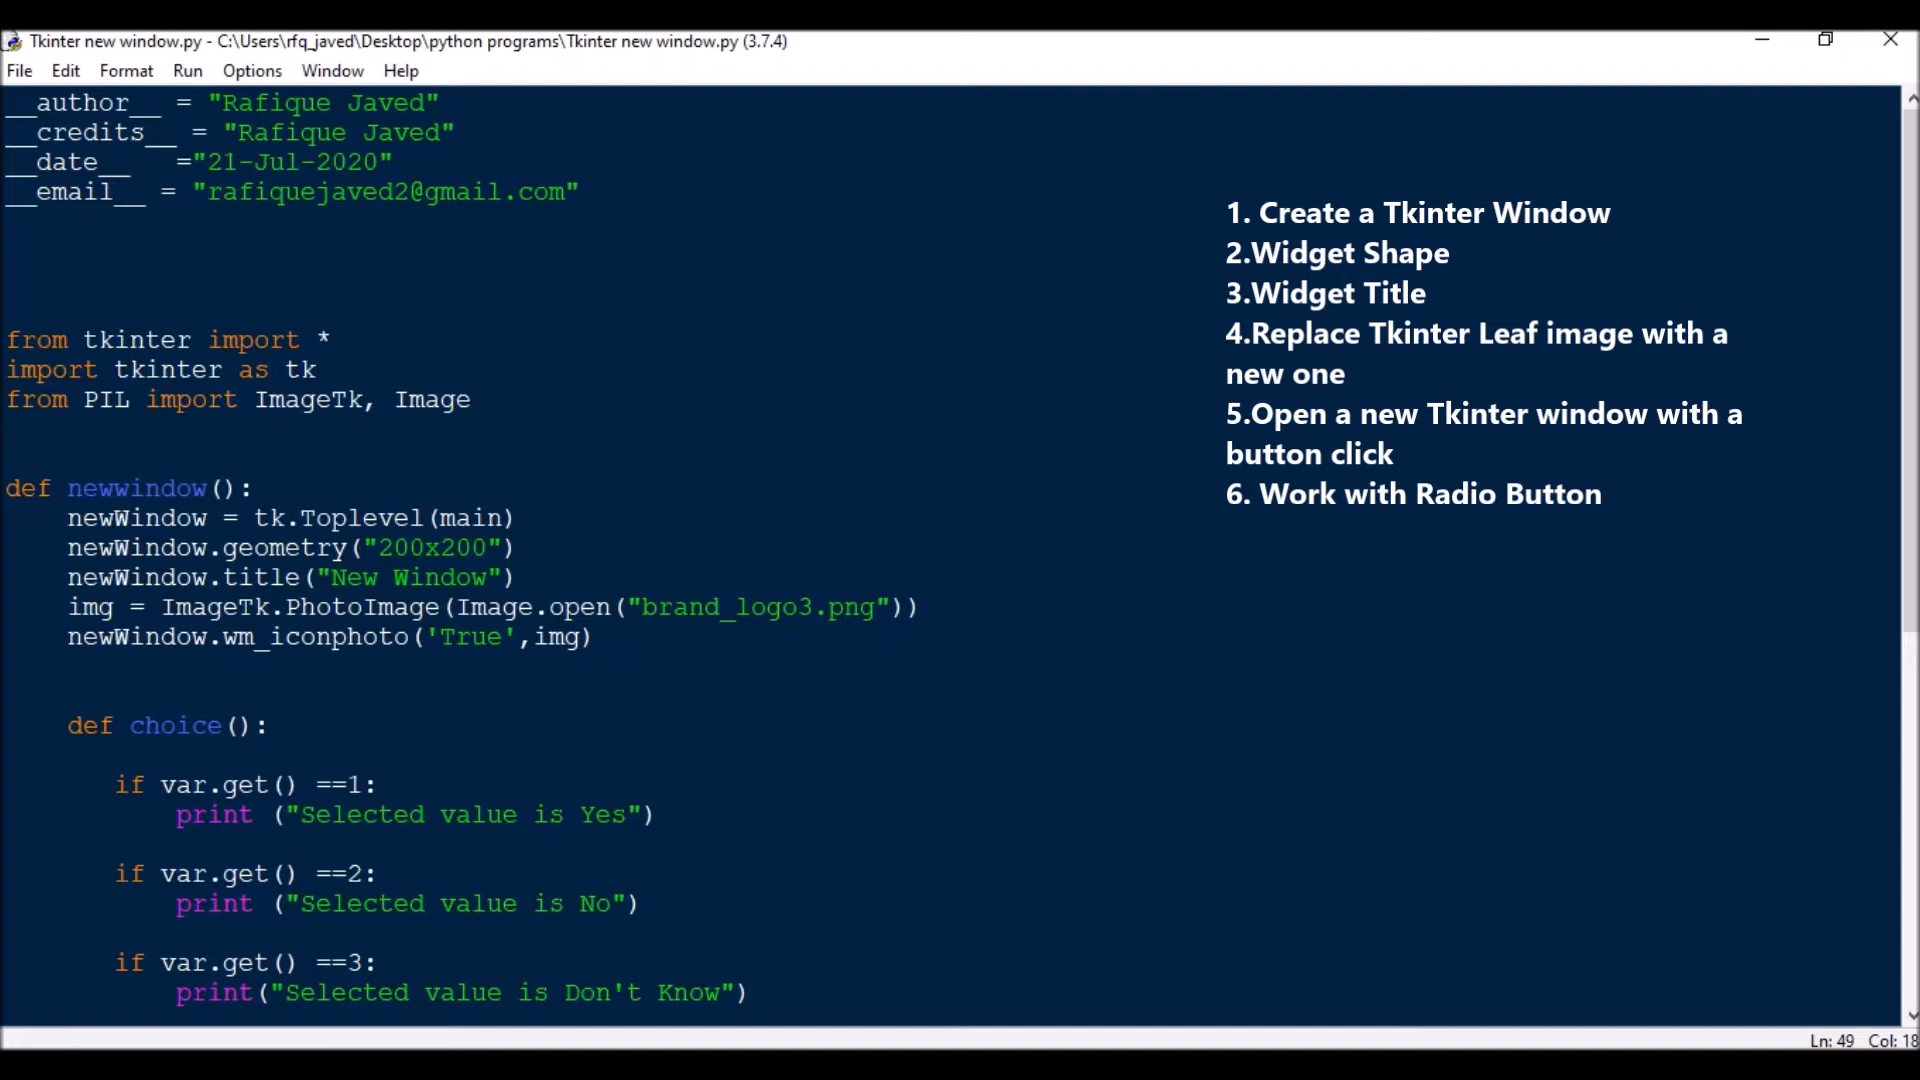 Tkinter new window.py - C:\Users\rfq_javed\Desktop\python programs\Tkinter new window.py (3.7.4)
File Edit Format Run Options Window Help
__author__ = "Rafique Javed"
__credits__ = "Rafique Javed"
__date__   ="21-Jul-2020"
__email__ = "rafiquejaved2@gmail.com"
from tkinter import *
import tkinter as tk
from PIL import ImageTk, Image
def newwindow():
    newWindow = tk.Toplevel(main)
    newWindow.geometry("200x200")
    newWindow.title("New Window")
    img = ImageTk.PhotoImage(Image.open("brand_logo3.png"))
    newWindow.wm_iconphoto('True',img)
    def choice():
       if var.get() ==1:
           print ("Selected value is Yes")
       if var.get() ==2:
           print ("Selected value is No")
       if var.get() ==3:
           print("Selected value is Don't Know")
1. Create a Tkinter Window
2.Widget Shape
3.Widget Title
4.Replace Tkinter Leaf image with a
new one
5.Open a new Tkinter window with a
button click
6. Work with Radio Button
Ln: 49 Col: 18